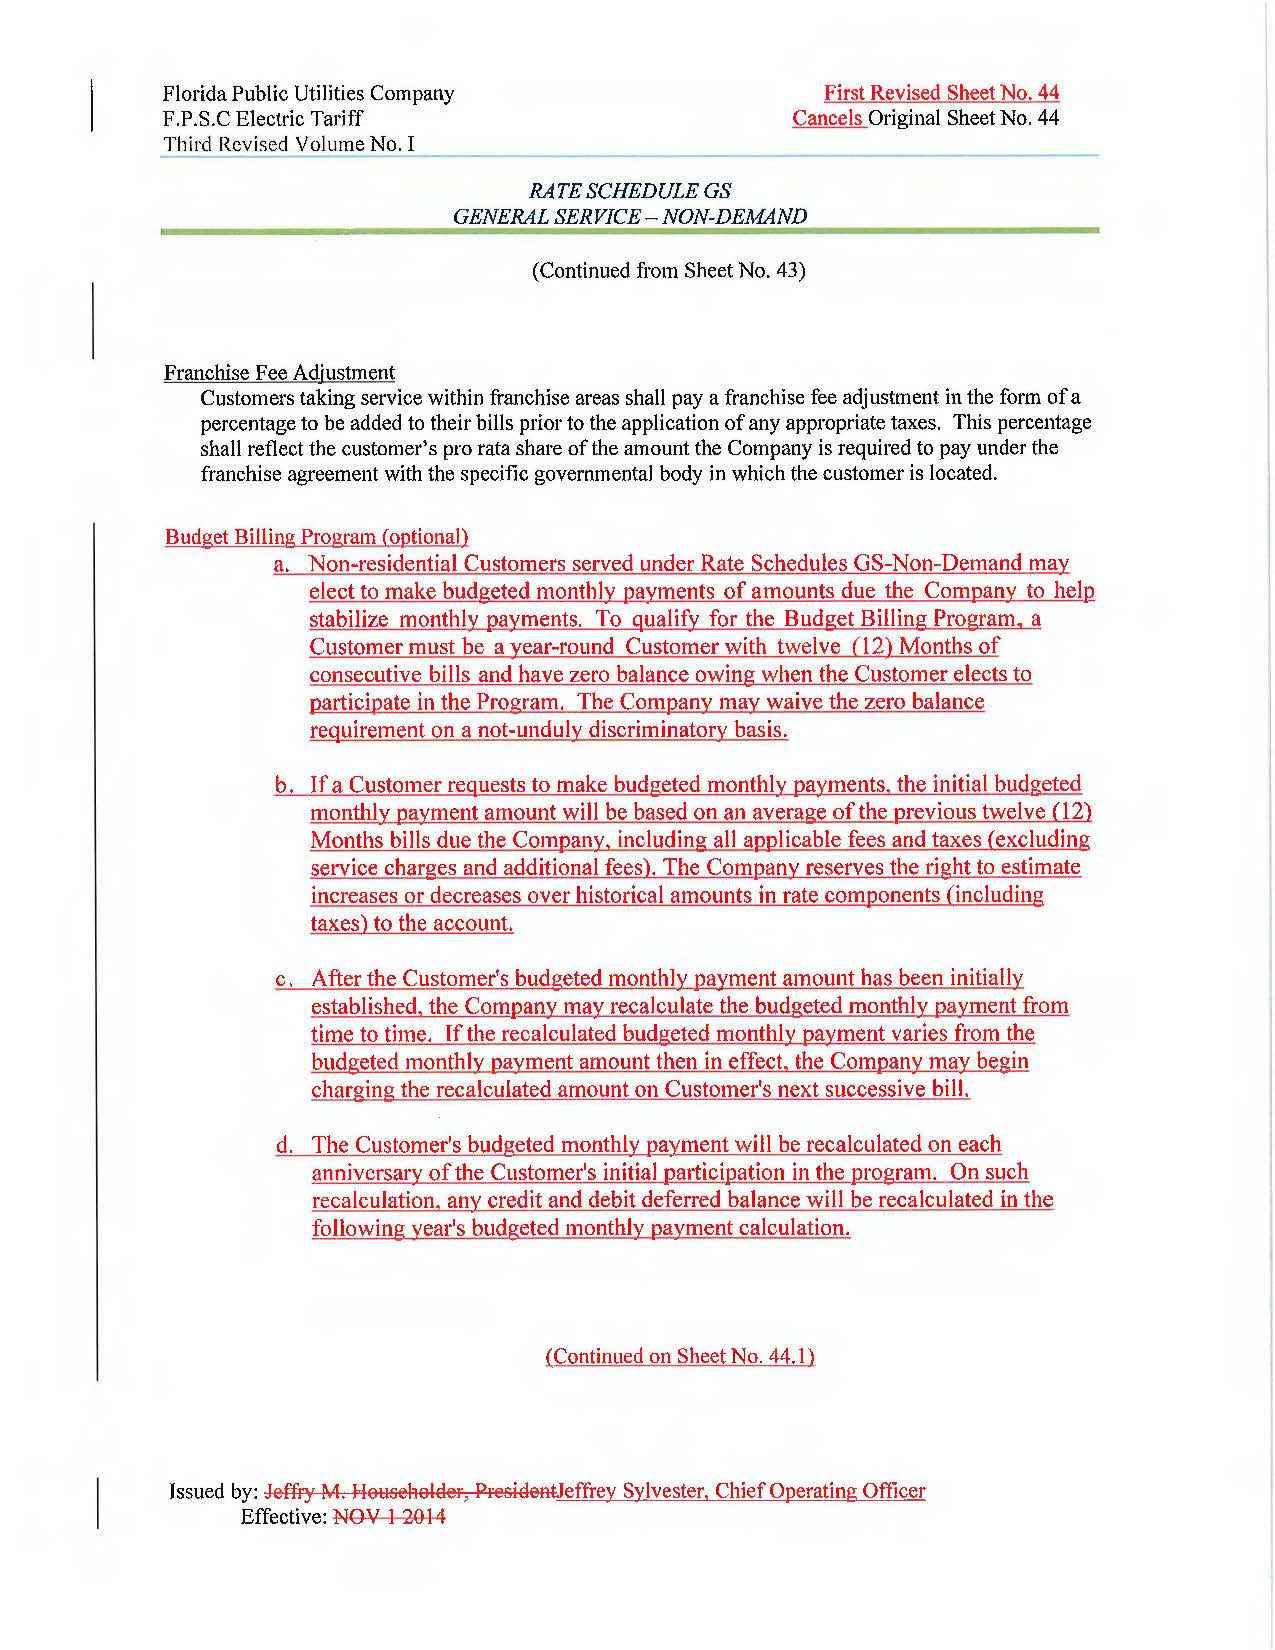 Florida Public Utilities Company
First Revised Sheet No. 44
F.P.S.C Electric Tariff
Cancels Original Sheet No. 44
Third Revised Volume No. I
RATE SCHEDULE GS
GENERAL SERVICE – NON-DEMAND
(Continued from Sheet No. 43)
Franchise Fee Adjustment
Customers taking service within franchise areas shall pay a franchise fee adjustment in the form of a
percentage to be added to their bills prior to the application of any appropriate taxes. This percentage
shall reflect the customer's pro rata share of the amount the Company is required to pay under the
franchise agreement with the specific governmental body in which the customer is located.
Budget Billing Program (optional)
a. Non-residential Customers served under Rate Schedules GS-Non-Demand may
elect to make budgeted monthly payments of amounts due the Company to help
stabilize monthly payments. To qualify for the Budget Billing Program, a
Customer must be a year-round Customer with twelve (12) Months of
consecutive bills and have zero balance owing when the Customer elects to
participate in the Program. The Company may waive the zero balance
requirement on a not-unduly discriminatory basis.
b. If a Customer requests to make budgeted monthly payments, the initial budgeted
monthly payment amount will be based on an average of the previous twelve (12)
Months bills due the Company, including all applicable fees and taxes (excluding
service charges and additional fees). The Company reserves the right to estimate
increases or decreases over historical amounts in rate components (including
taxes) to the account.
c. After the Customer's budgeted monthly payment amount has been initially
established, the Company may recalculate the budgeted monthly payment from
time to time. If the recalculated budgeted monthly payment varies from the
budgeted monthly payment amount then in effect, the Company may begin
charging the recalculated amount on Customer's next successive bill.
d. The Customer's budgeted monthly payment will be recalculated on each
anniversary of the Customer's initial participation in the program. On such
recalculation, any credit and debit deferred balance will be recalculated in the
following year's budgeted monthly payment calculation.
(Continued on Sheet No. 44.1)
Issued by: Jeffry M. Householder, PresidentJeffrey Sylvester, Chief Operating Officer
Effective: NOV 1 2014